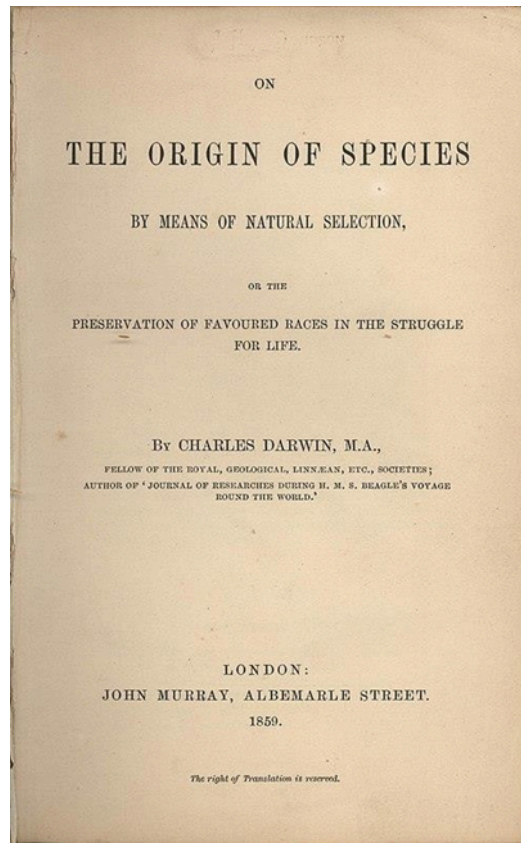 ON
THE ORIGIN OF SPECIES
BY MEANS OF NATURAL SELECTION,
OR THE
PRESERVATION OF FAVOURED RACES IN THE STRUGGLE
FOR LIFE.
By CHARLES DARWIN, M.A.,
FELLOW OF THE ROYAL, GEOLOGICAL, LINNÆAN, ETC., SOCIETIES;
AUTHOR OF ‘JOURNAL OF RESEARCHES DURING H. M. S. BEAGLE’S VOYAGE
ROUND THE WORLD.’
LONDON:
JOHN MURRAY, ALBEMARLE STREET.
1859.
The right of Translation is reserved.